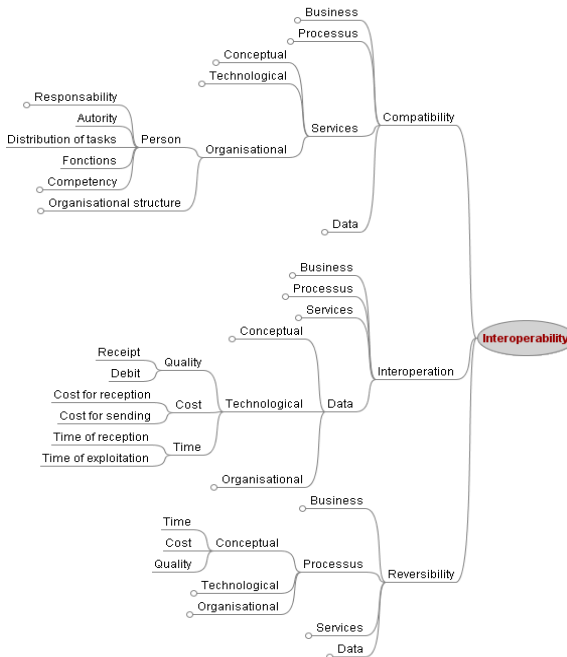 Business
Processus
Conceptual
Technological
Responsability
Autority
Distribution of tasks
Person
Fonctions
Competency
Organisational structure
Organisational
Services
Compatibility
Data
Business
Processus
Services
Conceptual
Receipt
Debit
Quality
Cost for reception
Cost for sending
Cost
Time of reception
Time of exploitation
Time
Technological
Organisational
Data
Interoperation
Interoperability
Business
Time
Cost
Quality
Conceptual
Technological
Organisational
Processus
Reversibility
Services
Data